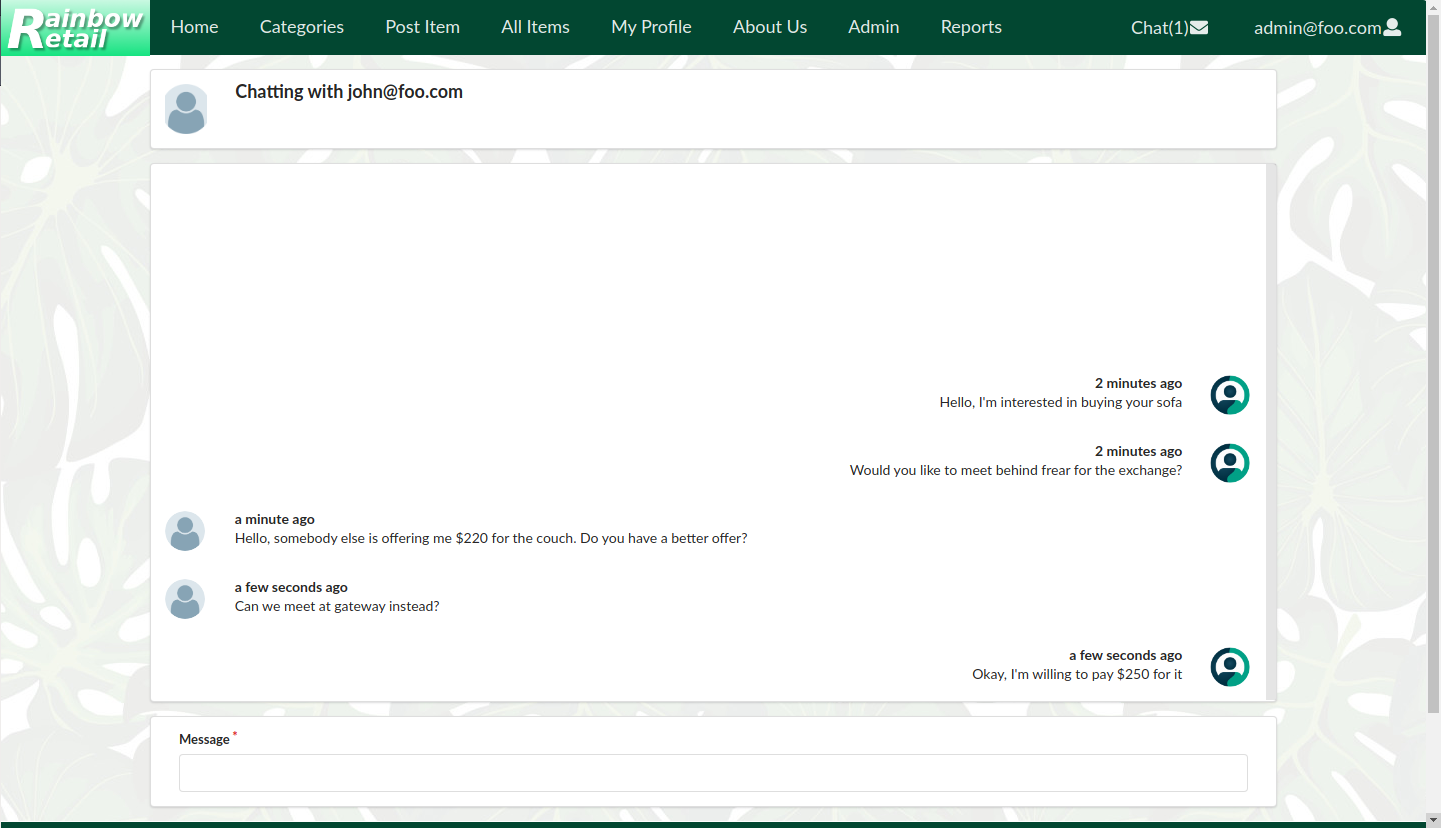 Rainbow
Retail
Home Categories Post Item All Items My Profile About Us Admin Reports Chat(1) admin@foo.com
Chatting with john@foo.com
2 minutes ago
Hello, I'm interested in buying your sofa
2 minutes ago
Would you like to meet behind frear for the exchange?
a minute ago
Hello, somebody else is offering me $220 for the couch. Do you have a better offer?
a few seconds ago
Can we meet at gateway instead?
a few seconds ago
Okay, I'm willing to pay $250 for it
Message *